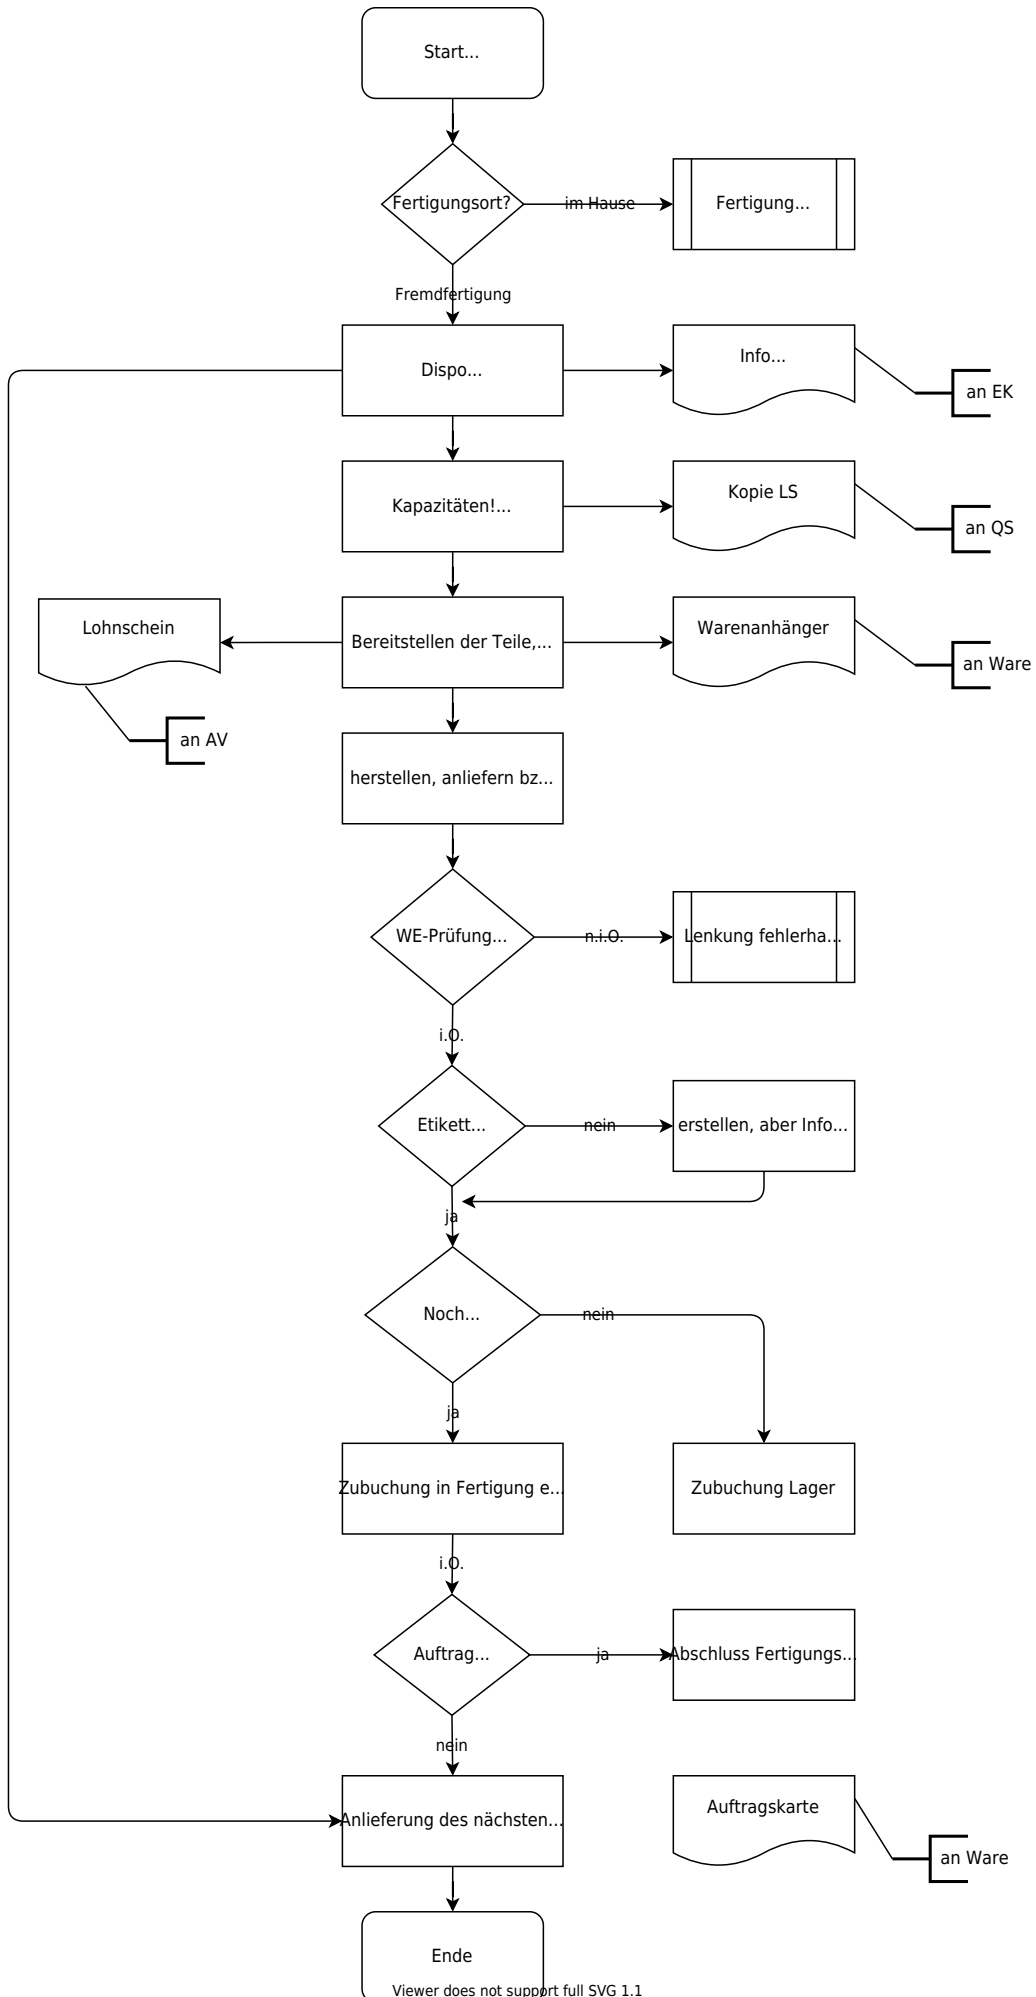 Start...
Fertigungsort?
im Hause
Fertigung...
Fremdfertigung
Dispo...
Info...
an EK
Kapazitäten!...
Kopie LS
an QS
Lohnschein
Bereitstellen der Teile,...
Warenanhänger
an Ware
an AV
herstellen, anliefern bz...
WE-Prüfung...
n.i.O.
Lenkung fehlerha...
i.O.
Etikett...
nein
erstellen, aber Info...
ja
Noch...
nein
ja
Zubuchung in Fertigung e...
Zubuchung Lager
i.O.
Auftrag...
ja
Abschluss Fertigungs...
nein
Anlieferung des nächsten...
Auftragskarte
an Ware
Ende
Viewer does not support full SVG 1.1